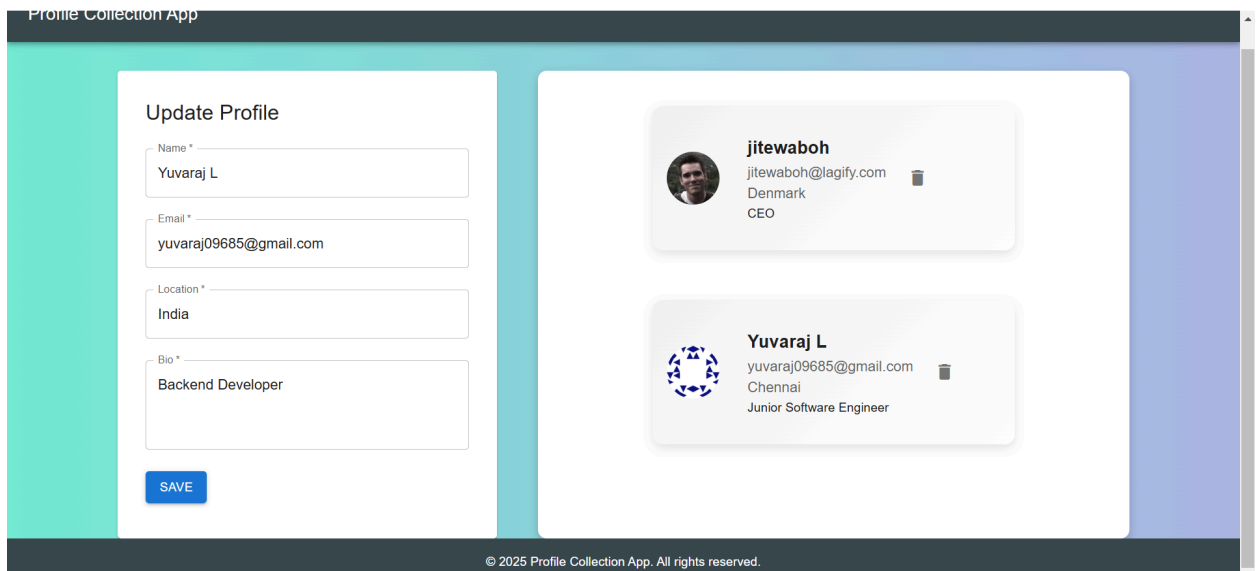 Profile Collection App
Update Profile
Name *
Yuvaraj L
Email *
yuvaraj09685@gmail.com
Location *
India
Bio *
Backend Developer
SAVE
jitewaboh
jitewaboh@lagify.com
Denmark
CEO
Yuvaraj L
yuvaraj09685@gmail.com
Chennai
Junior Software Engineer
© 2025 Profile Collection App. All rights reserved.